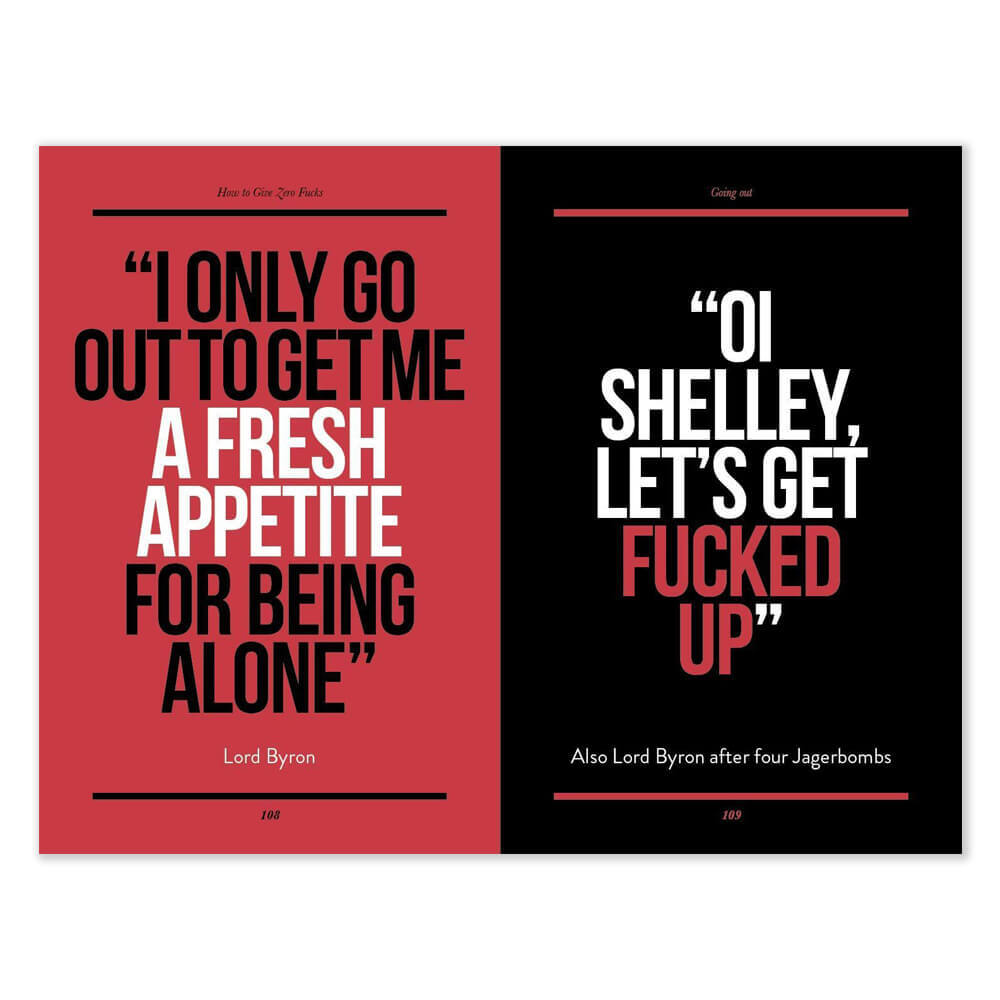 How to Give Zero Fucks
“I ONLY GO
OUT TO GET ME
A FRESH
APPETITE
FOR BEING
ALONE”
Lord Byron
108
Going out
“OI
SHELLEY,
LET’S GET
FUCKED
UP”
Also Lord Byron after four Jagerbombs
109